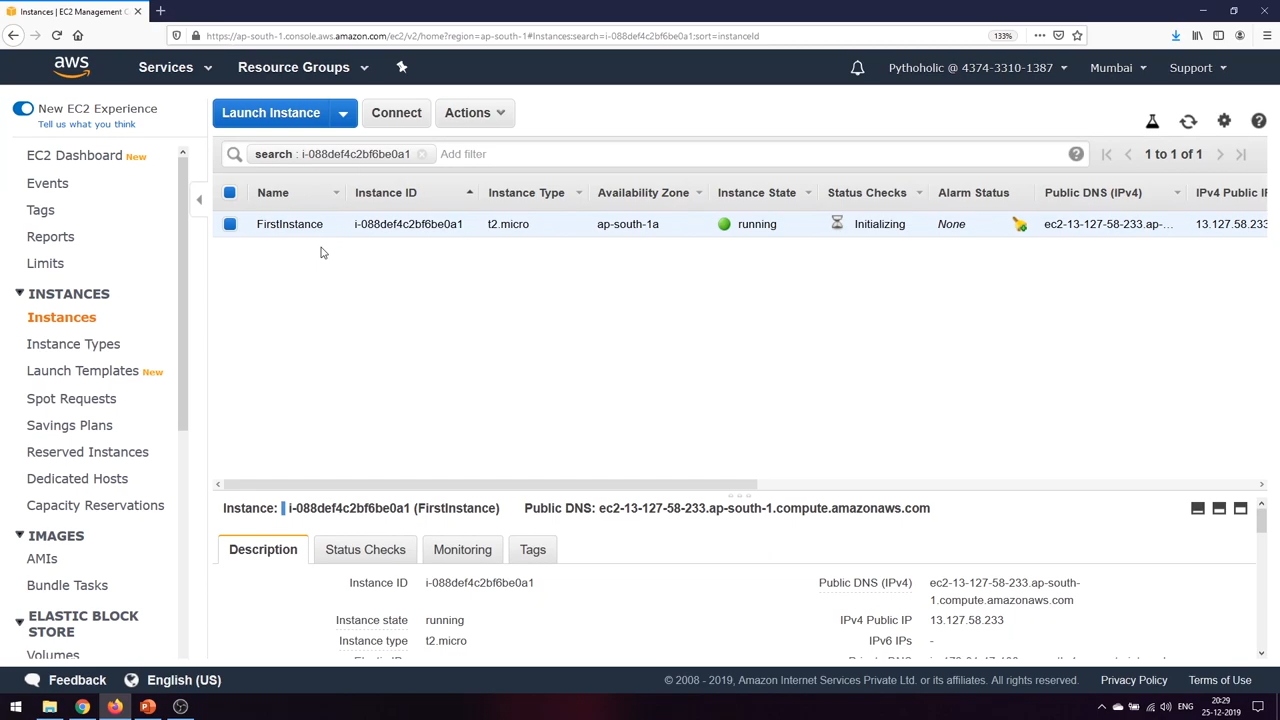 Instances | EC2 Management C
https://ap-south-1.console.aws.amazon.com/ec2/v2/home?region=ap-south-1#Instances:search=i-088def4c2bf6be0a1;sort=instanceId
133%
aws
Services
Resource Groups
Pythoholic @ 4374-3310-1387
Mumbai
Support
New EC2 Experience
Tell us what you think
EC2 Dashboard New
Events
Tags
Reports
Limits
INSTANCES
Instances
Instance Types
Launch Templates New
Spot Requests
Savings Plans
Reserved Instances
Dedicated Hosts
Capacity Reservations
IMAGES
AMIs
Bundle Tasks
ELASTIC BLOCK
STORE
Volumes
Launch Instance
Connect
Actions
search : i-088def4c2bf6be0a1
Add filter
1 to 1 of 1
Name Instance ID Instance Type Availability Zone Instance State Status Checks Alarm Status Public DNS (IPv4) IPv4 Public IP
FirstInstance i-088def4c2bf6be0a1 t2.micro ap-south-1a running Initializing None ec2-13-127-58-233.ap-... 13.127.58.233
Instance: i-088def4c2bf6be0a1 (FirstInstance) Public DNS: ec2-13-127-58-233.ap-south-1.compute.amazonaws.com
Description
Status Checks
Monitoring
Tags
Instance ID i-088def4c2bf6be0a1
Public DNS (IPv4) ec2-13-127-58-233.ap-south-
1.compute.amazonaws.com
Instance state running
IPv4 Public IP 13.127.58.233
Instance type t2.micro
IPv6 IPs -
Feedback
English (US)
© 2008 - 2019, Amazon Internet Services Private Ltd. or its affiliates. All rights reserved.
Privacy Policy
Terms of Use
ENG
20:29
25-12-2019